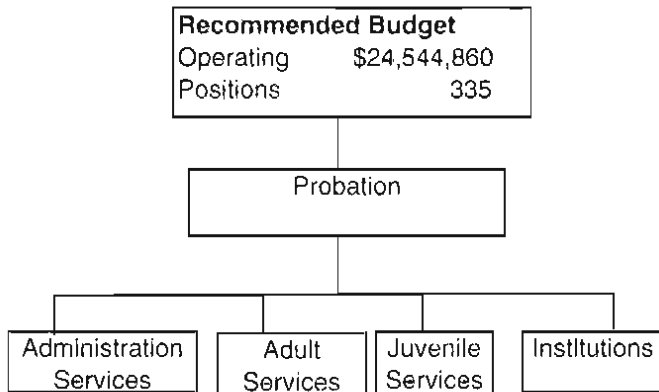 Recommended Budget
Operating $24,544,860
Positions 335
Probation
Administration Services
Adult Services
Juvenile Services
Institutions